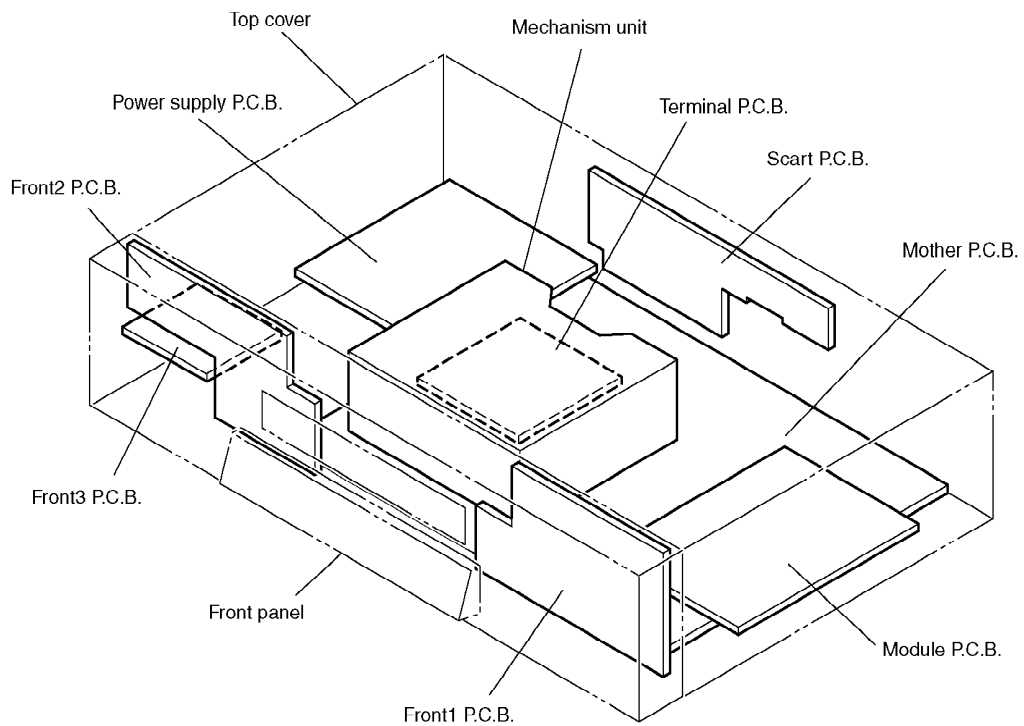 Top cover
Mechanism unit
Power supply P.C.B.
Terminal P.C.B.
Scart P.C.B.
Front2 P.C.B.
Mother P.C.B.
Front3 P.C.B.
Front panel
Module P.C.B.
Front1 P.C.B.